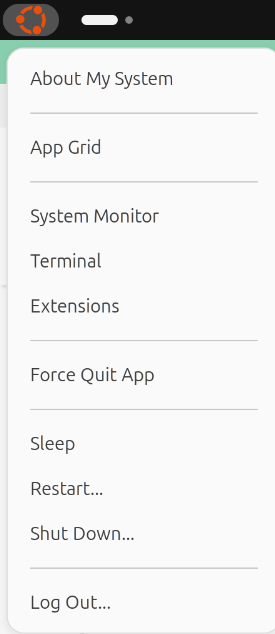 About My System
App Grid
System Monitor
Terminal
Extensions
Force Quit App
Sleep
Restart...
Shut Down...
Log Out...